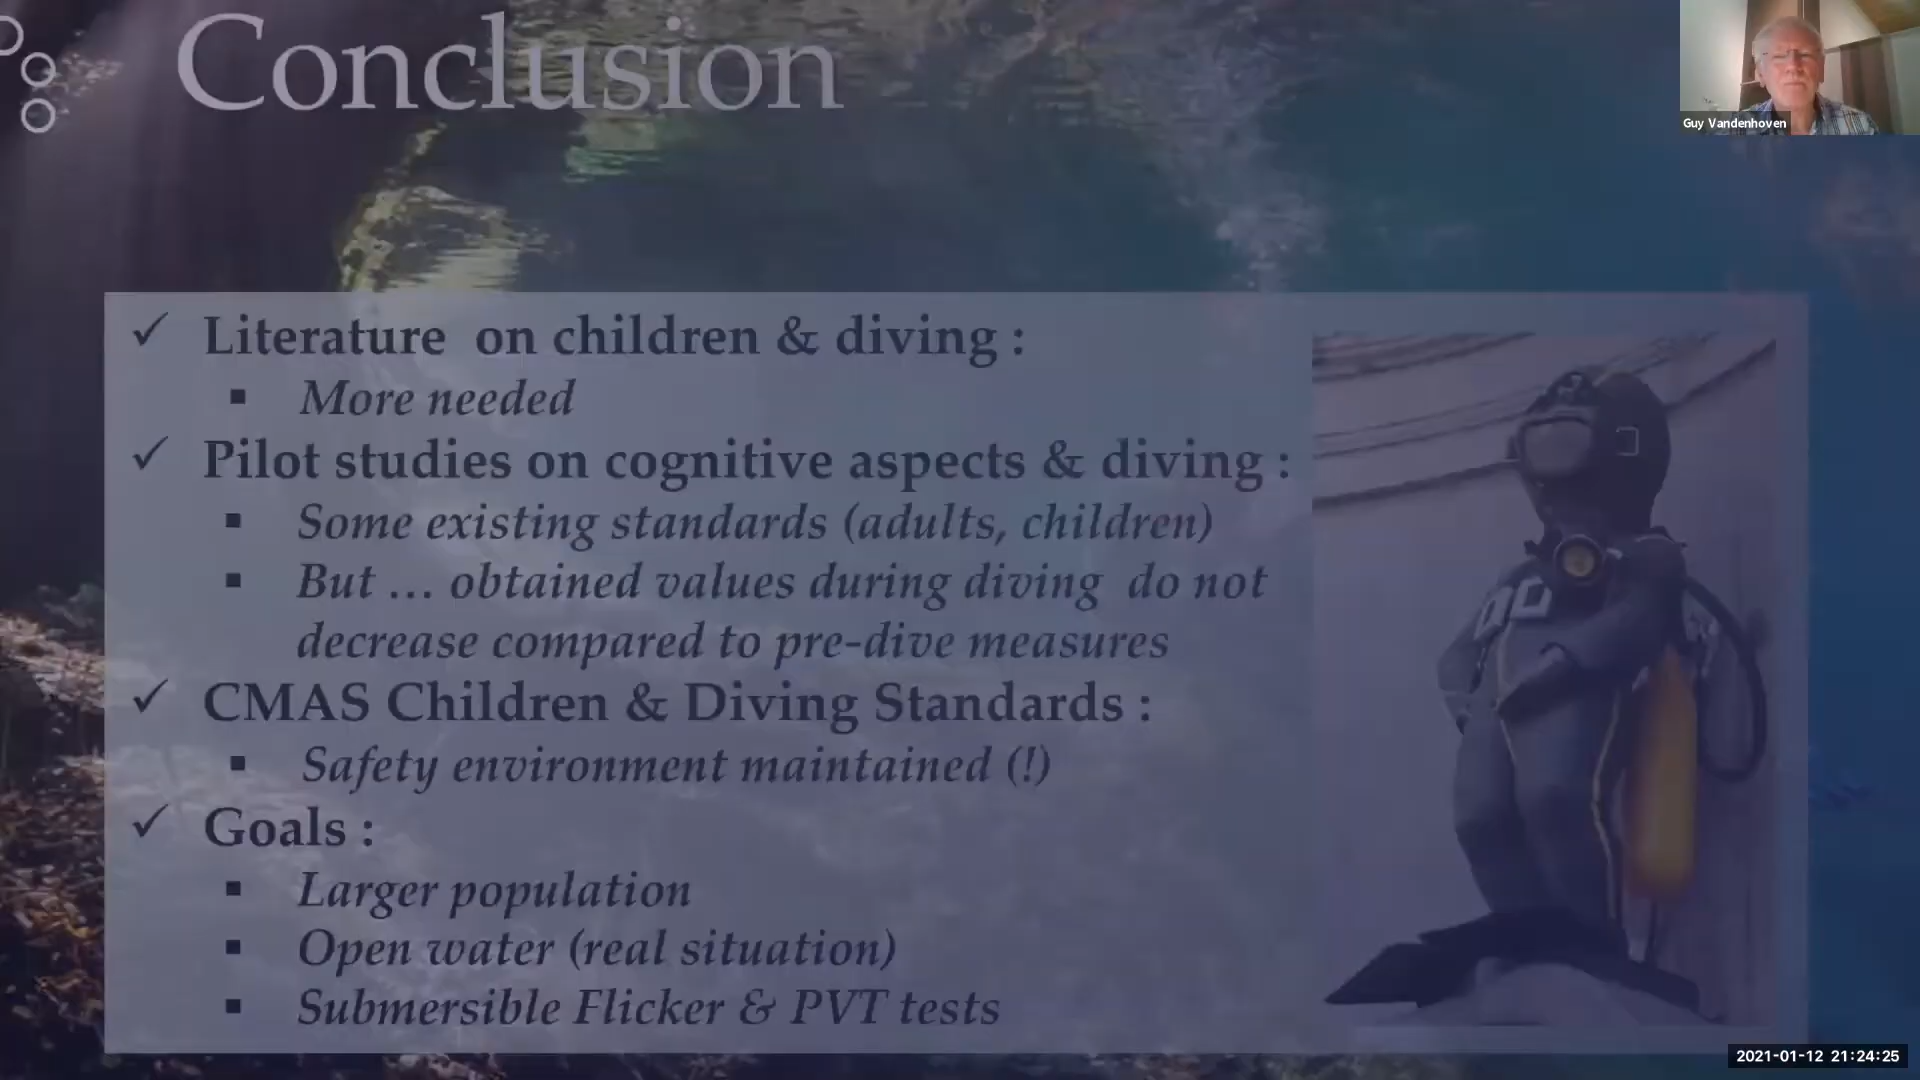 Conclusion
Guy Vandenhoven
✓ Literature on children & diving :
▪ More needed
✓ Pilot studies on cognitive aspects & diving :
▪ Some existing standards (adults, children)
▪ But … obtained values during diving do not
decrease compared to pre-dive measures
✓ CMAS Children & Diving Standards :
▪ Safety environment maintained (!)
✓ Goals :
▪ Larger population
▪ Open water (real situation)
▪ Submersible Flicker & PVT tests
2021-01-12 21:24:25